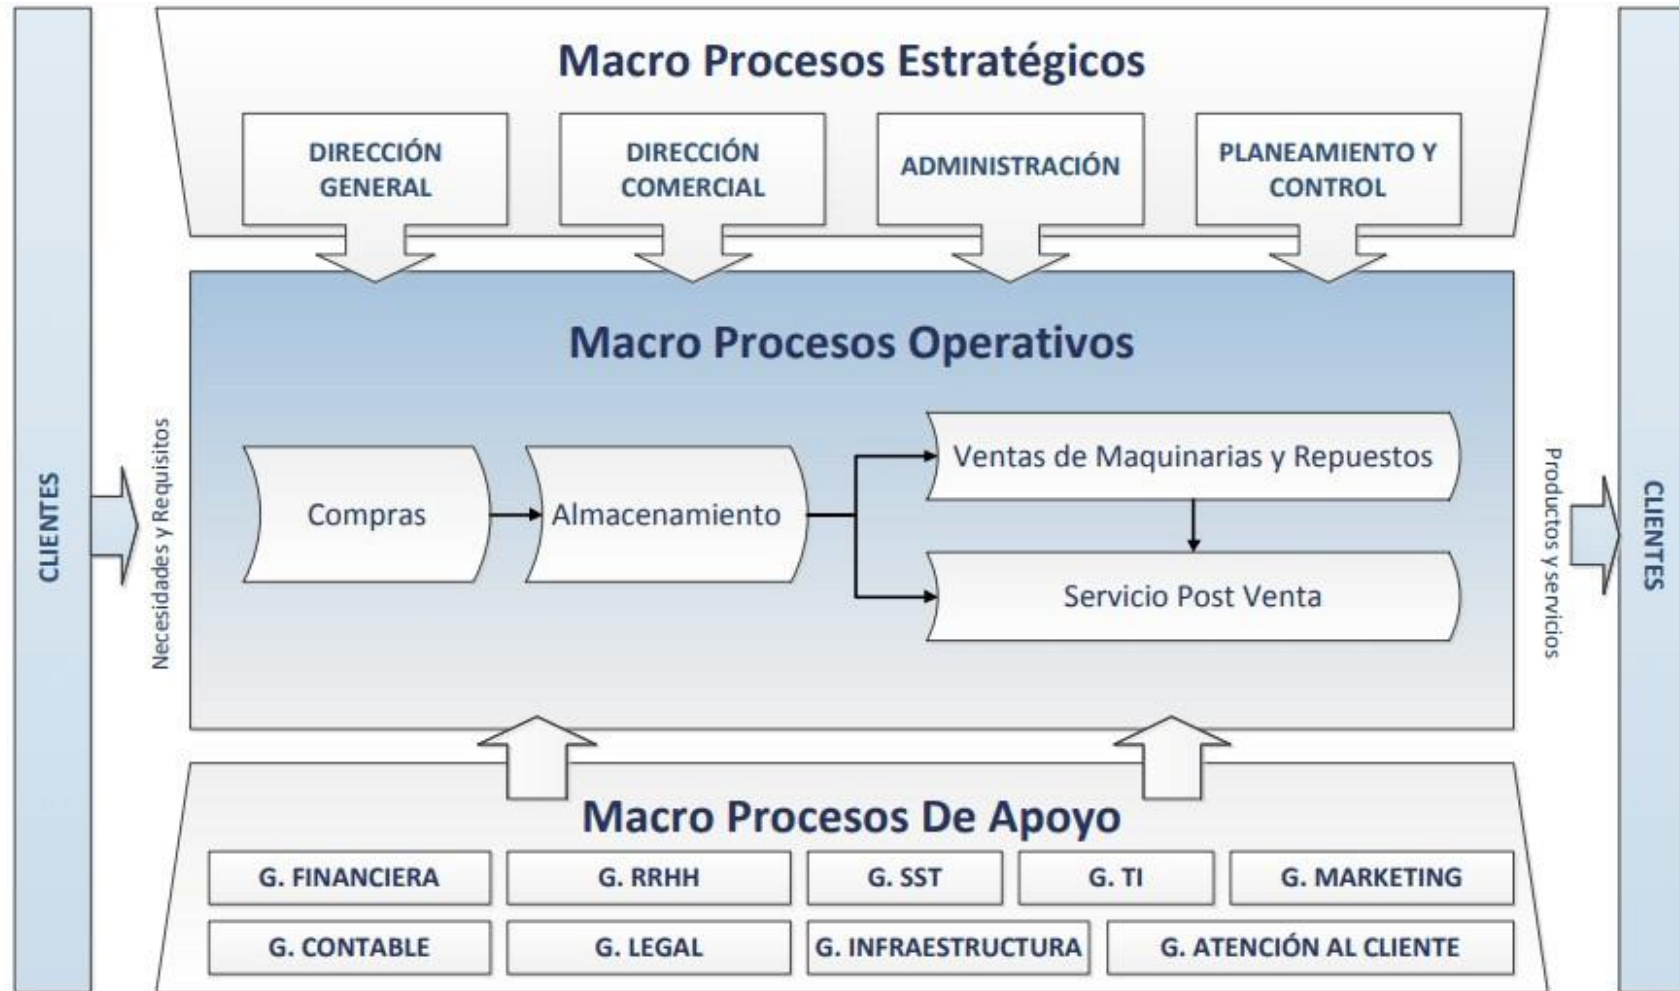 Macro Procesos Estratégicos
DIRECCIÓN
GENERAL
DIRECCIÓN
COMERCIAL
ADMINISTRACIÓN
PLANEAMIENTO Y
CONTROL
CLIENTES
Necesidades y Requisitos
Macro Procesos Operativos
Compras
Almacenamiento
Ventas de Maquinarias y Repuestos
Servicio Post Venta
Productos y servicios
CLIENTES
Macro Procesos De Apoyo
G. FINANCIERA
G. RRHH
G. SST
G. TI
G. MARKETING
G. CONTABLE
G. LEGAL
G. INFRAESTRUCTURA
G. ATENCIÓN AL CLIENTE